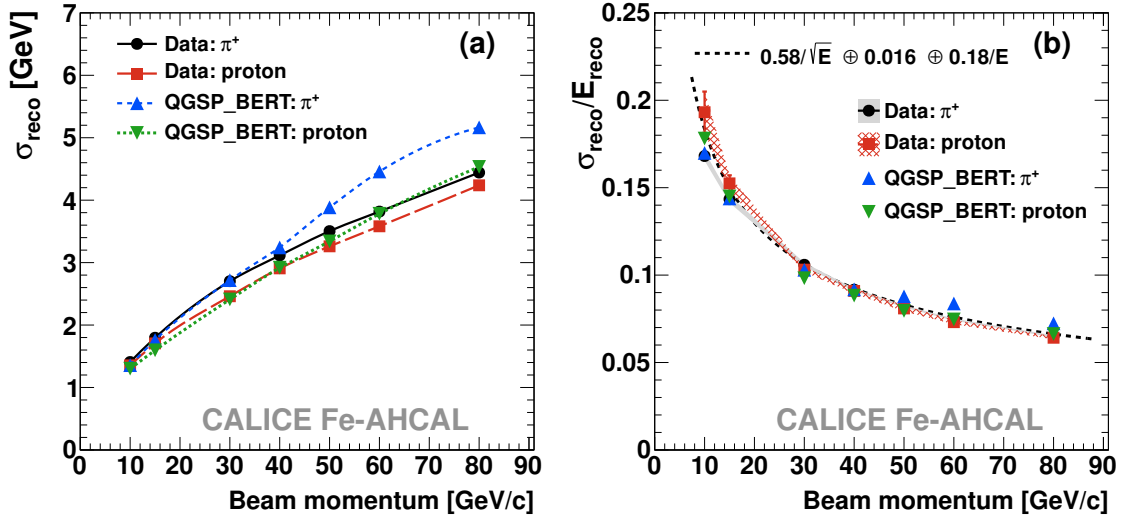 (a)
σreco [GeV]
7
6
5
4
3
2
1
0
Data: π+
Data: proton
QGSP_BERT: π+
QGSP_BERT: proton
CALICE Fe-AHCAL
0 10 20 30 40 50 60 70 80 90
Beam momentum [GeV/c]
(b)
σreco/Ereco
0.25
0.2
0.15
0.1
0.05
0
0.58/√E ⊕ 0.016 ⊕ 0.18/E
Data: π+
Data: proton
QGSP_BERT: π+
QGSP_BERT: proton
CALICE Fe-AHCAL
0 10 20 30 40 50 60 70 80 90
Beam momentum [GeV/c]